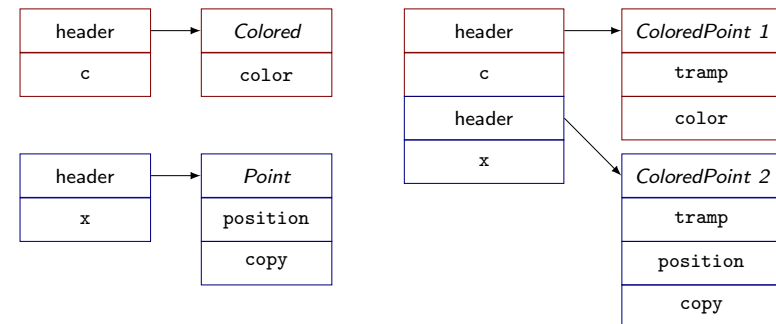 header
Colored
c
color
header
Point
x
position
copy
header
ColoredPoint 1
c
tramp
header
color
x
ColoredPoint 2
tramp
position
copy